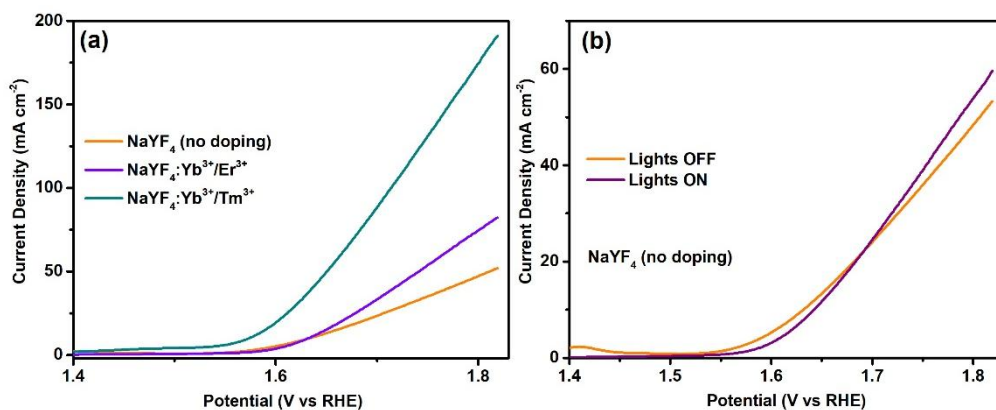 (a)
NaYF₄ (no doping)
NaYF₄:Yb³⁺/Er³⁺
NaYF₄:Yb³⁺/Tm³⁺
Current Density (mA cm⁻²)
200
150
100
50
0
1.4
1.6
1.8
Potential (V vs RHE)
(b)
Lights OFF
Lights ON
NaYF₄ (no doping)
Current Density (mA cm⁻²)
60
40
20
0
1.4
1.5
1.6
1.7
1.8
Potential (V vs RHE)